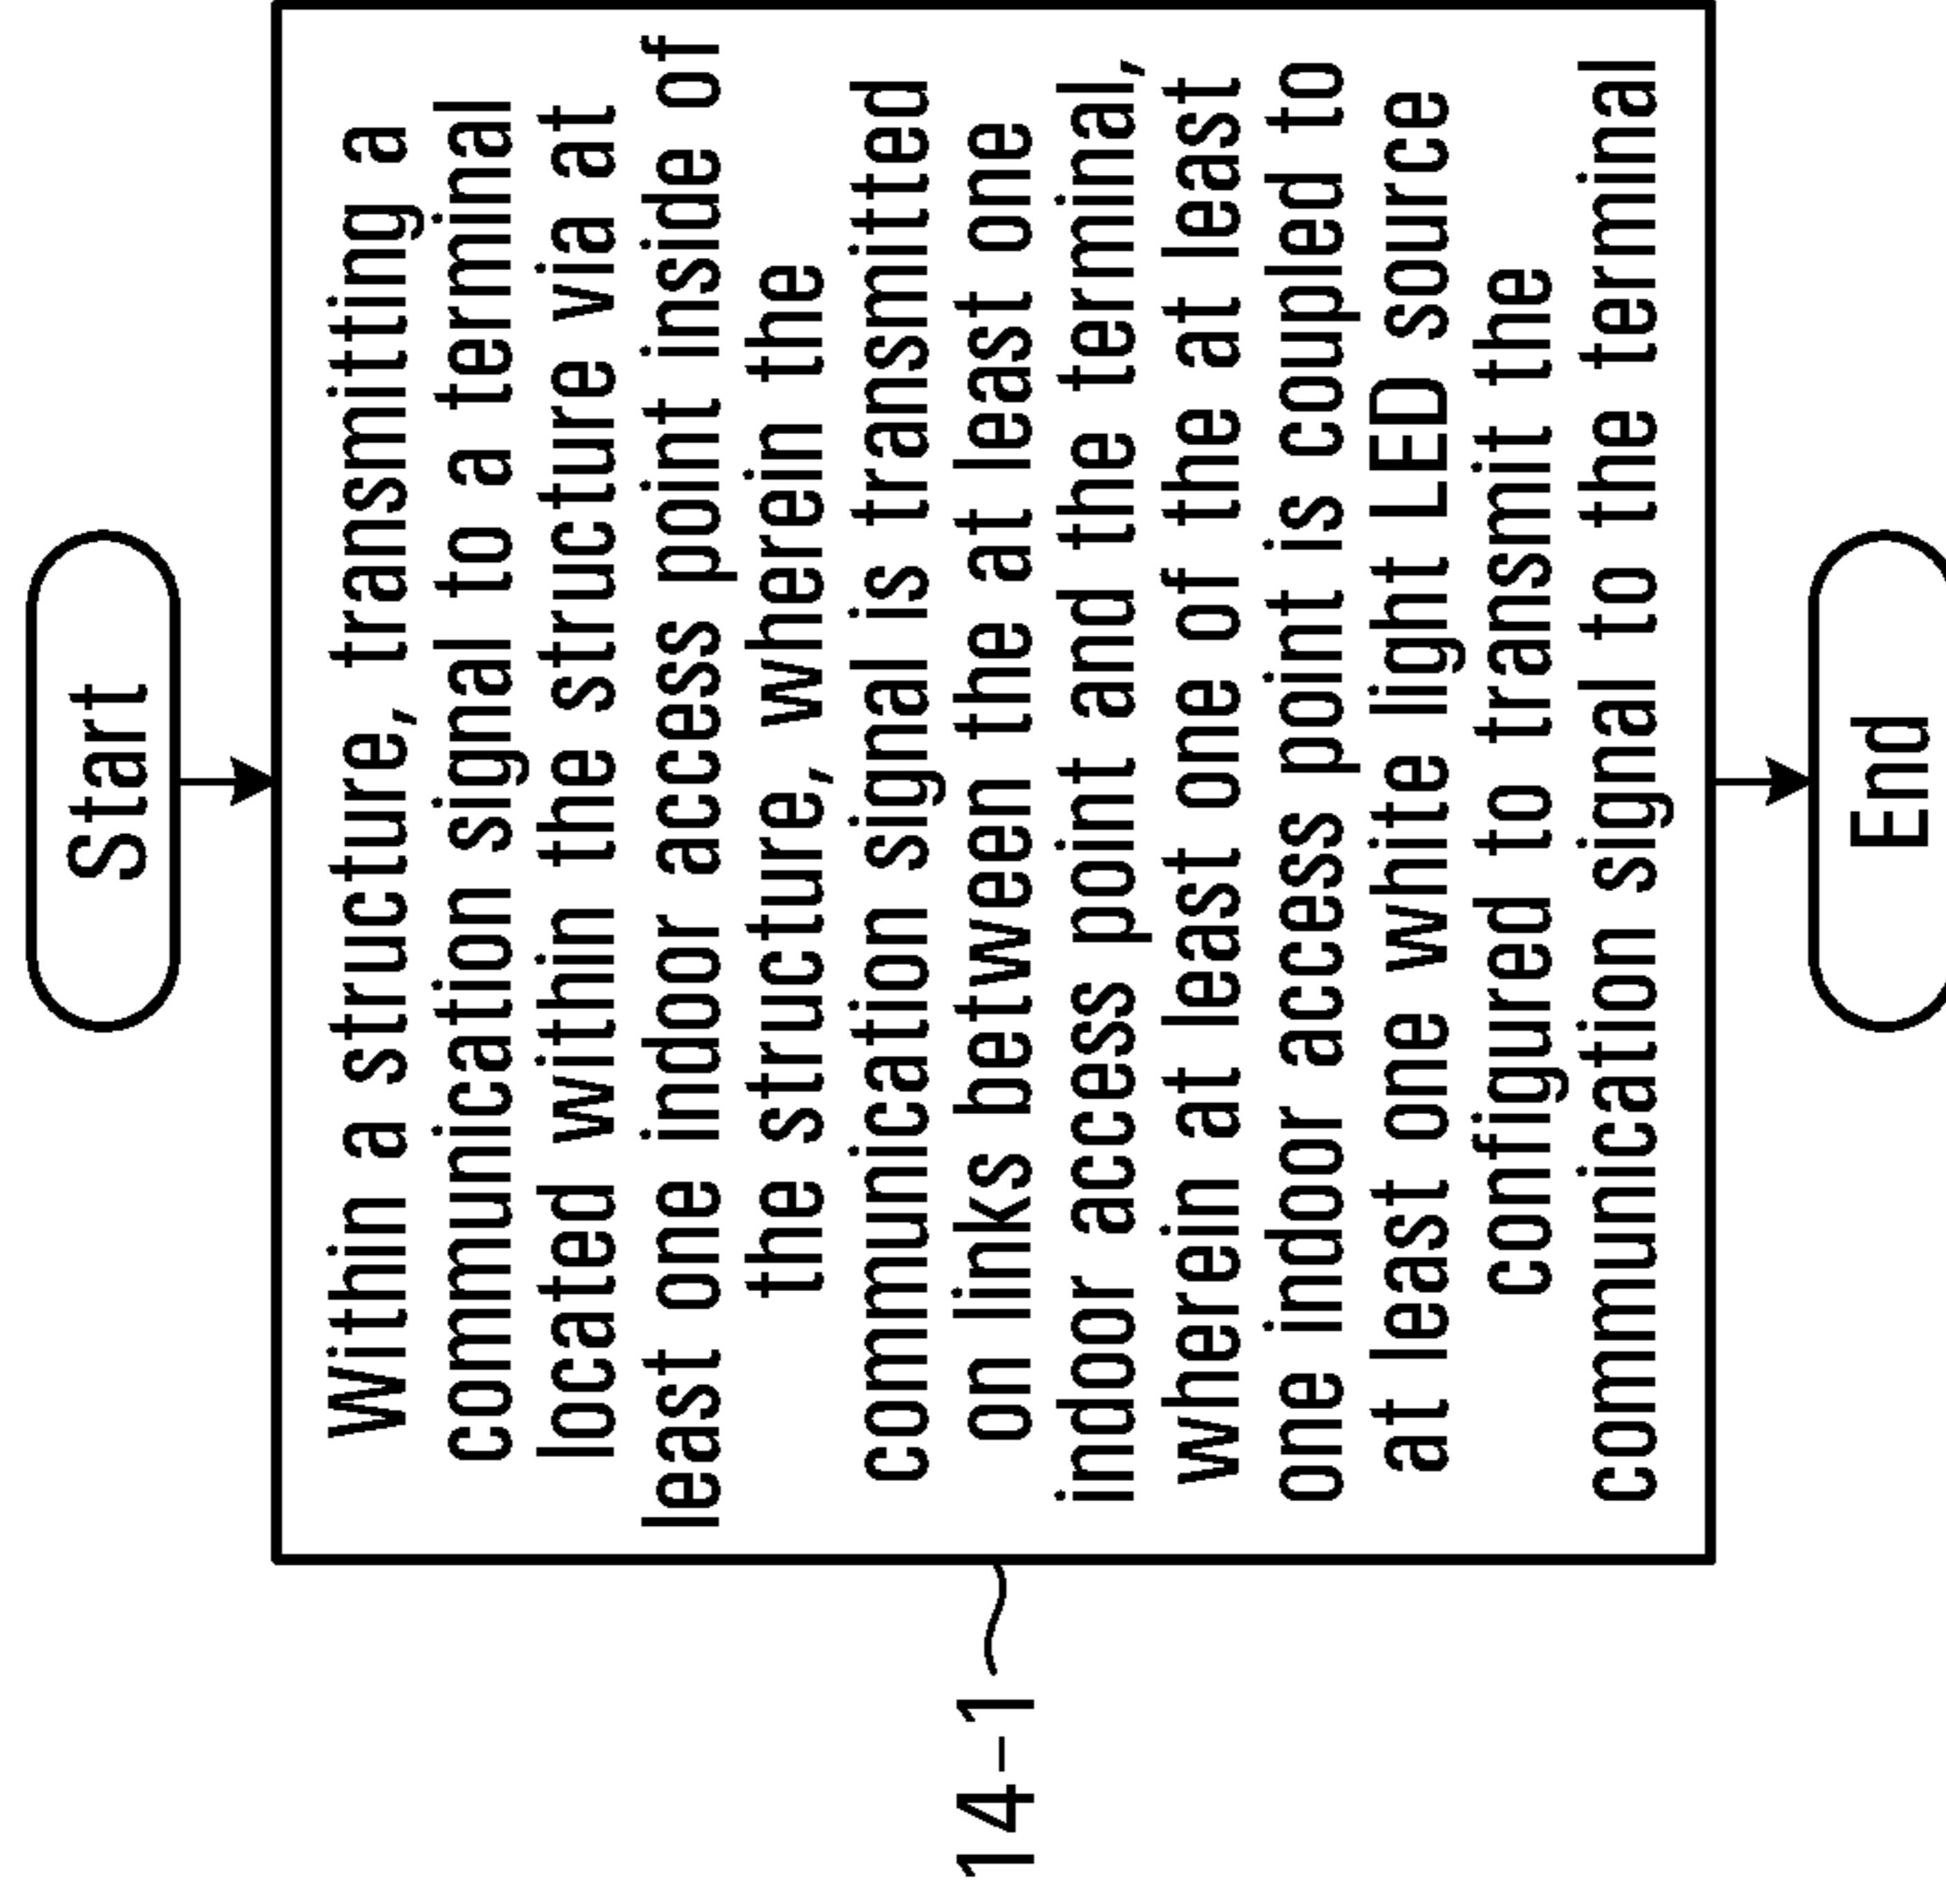 Start
Within a structure, transmitting a
communication signal to a terminal
located within the structure via at
least one indoor access point inside of
the structure, wherein the
communication signal is transmitted
on links between the at least one
indoor access point and the terminal,
wherein at least one of the at least
one indoor access point is coupled to
at least one white light LED source
configured to transmit the
communication signal to the terminal
14-1
End